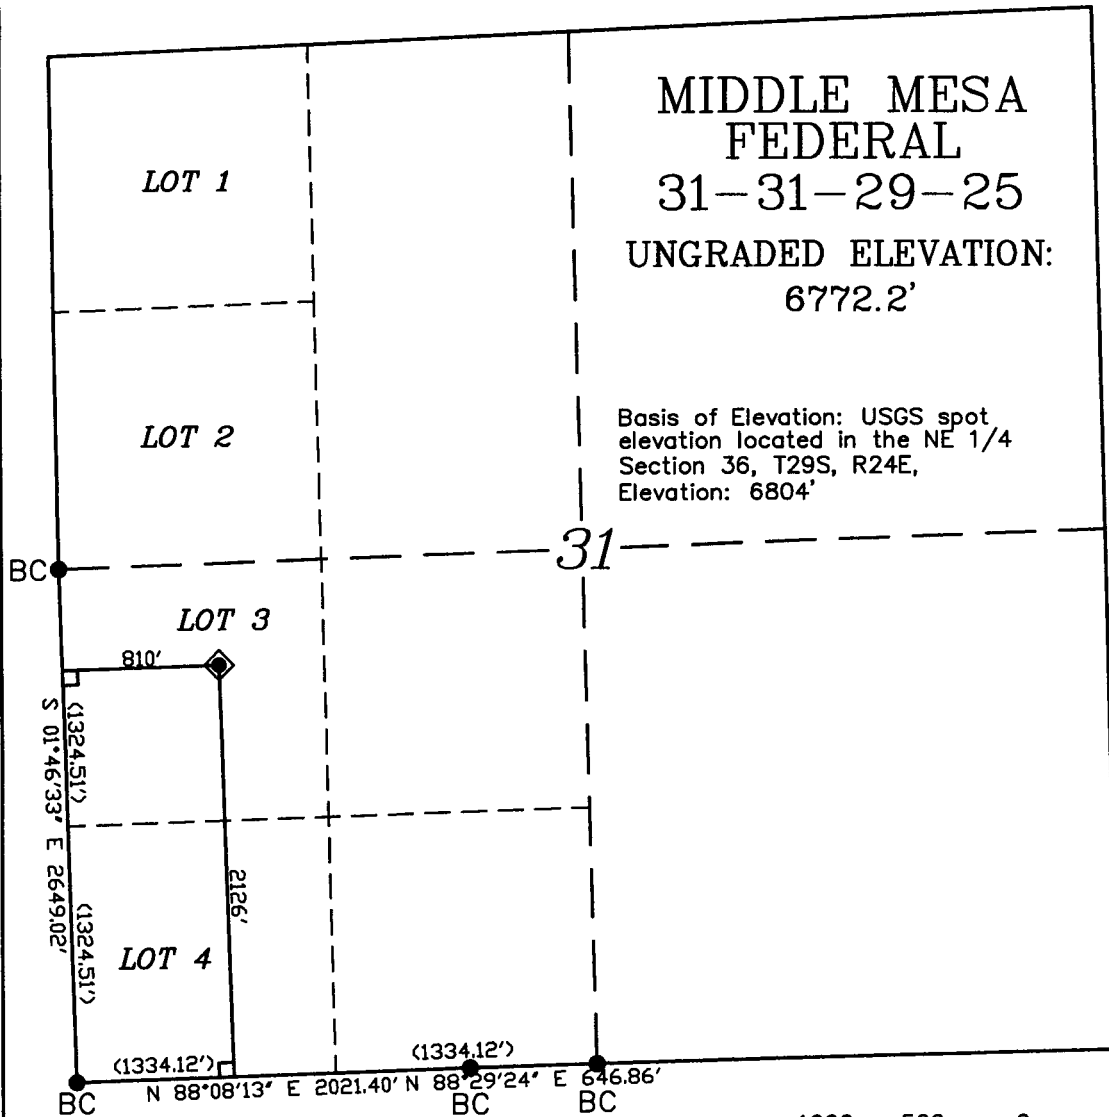 MIDDLE MESA
FEDERAL
31-31-29-25
UNGRADED ELEVATION:
6772.2'
LOT 1
LOT 2
Basis of Elevation: USGS spot
elevation located in the NE 1/4
Section 36, T29S, R24E,
Elevation: 6804'
31
BC
LOT 3
810'
(1324.51')
S 01°46'33" E 2649.02'
2126'
(1324.51')
LOT 4
(1334.12')
(1334.12')
N 88°08'13" E 2021.40' N 88°29'24" E 646.86'
BC
BC
BC